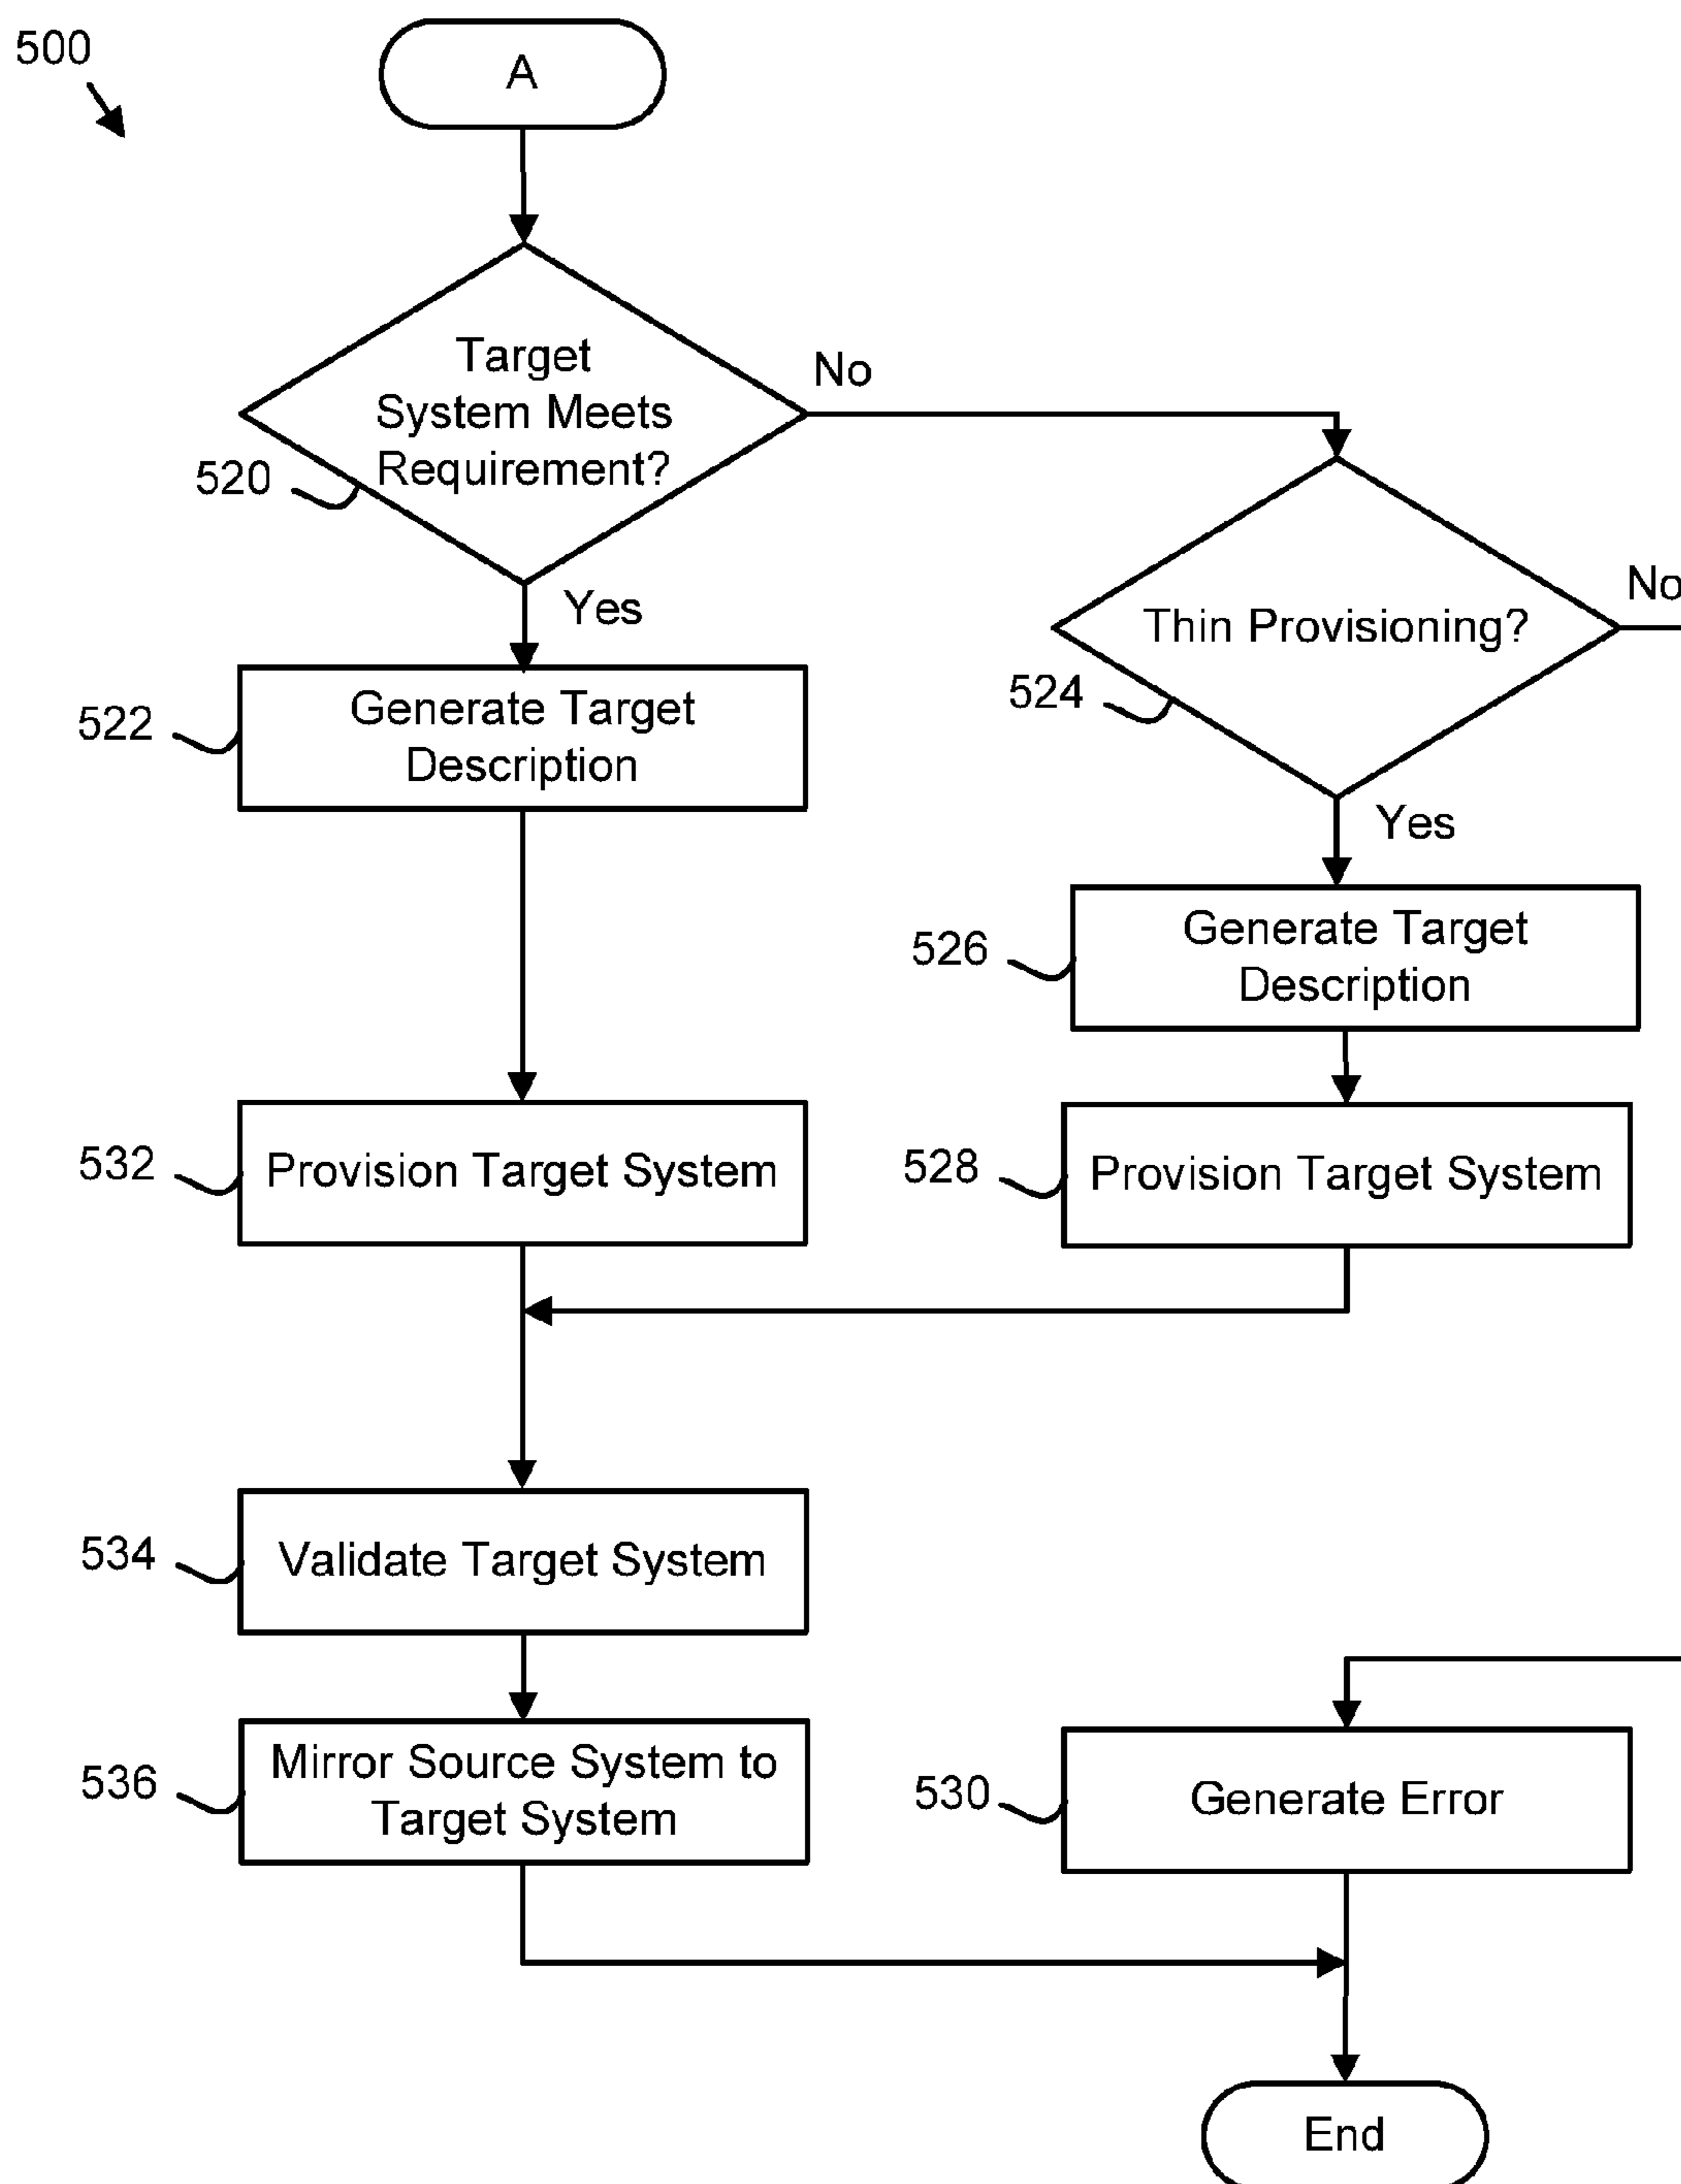 500
A
Target
System Meets
Requirement?
No
520
Yes
Thin Provisioning?
No
524
Yes
522
Generate Target
Description
526
Generate Target
Description
532
Provision Target System
528
Provision Target System
534
Validate Target System
536
Mirror Source System to
Target System
530
Generate Error
End